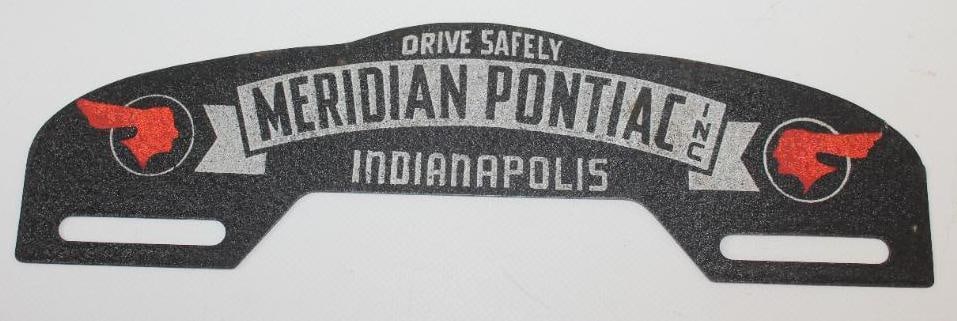 DRIVE SAFELY
MERIDIAN PONTIAC INC
INDIANAPOLIS